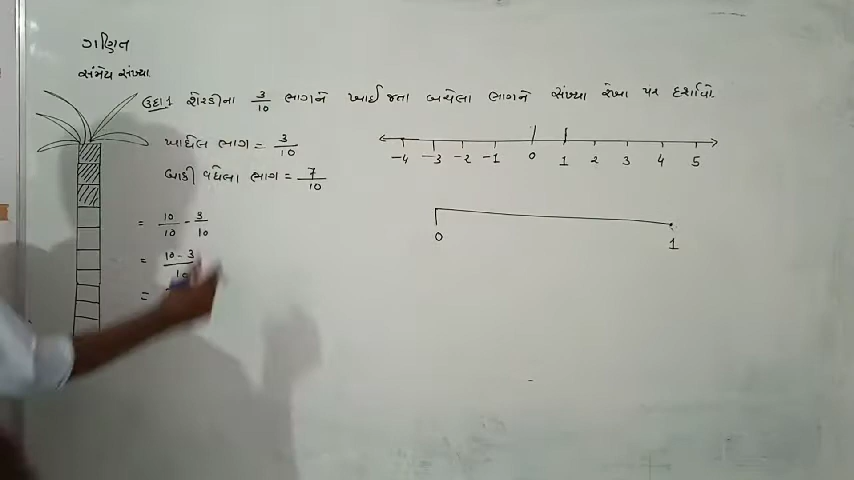 ગણિત
સંમેય સંખ્યા
ઉદા 1 શેરડીના 3/10 ભાગને ખાઈ જતા બચેલા ભાગને સંખ્યા રેખા પર દર્શાવો.
ખાધેલ ભાગ = 3/10
બાકી વધેલા ભાગ = 7/10
-4 -3 -2 -1 0 1 2 3 4 5
= 10/10 - 3/10
0 1
= 10 - 3/10
=